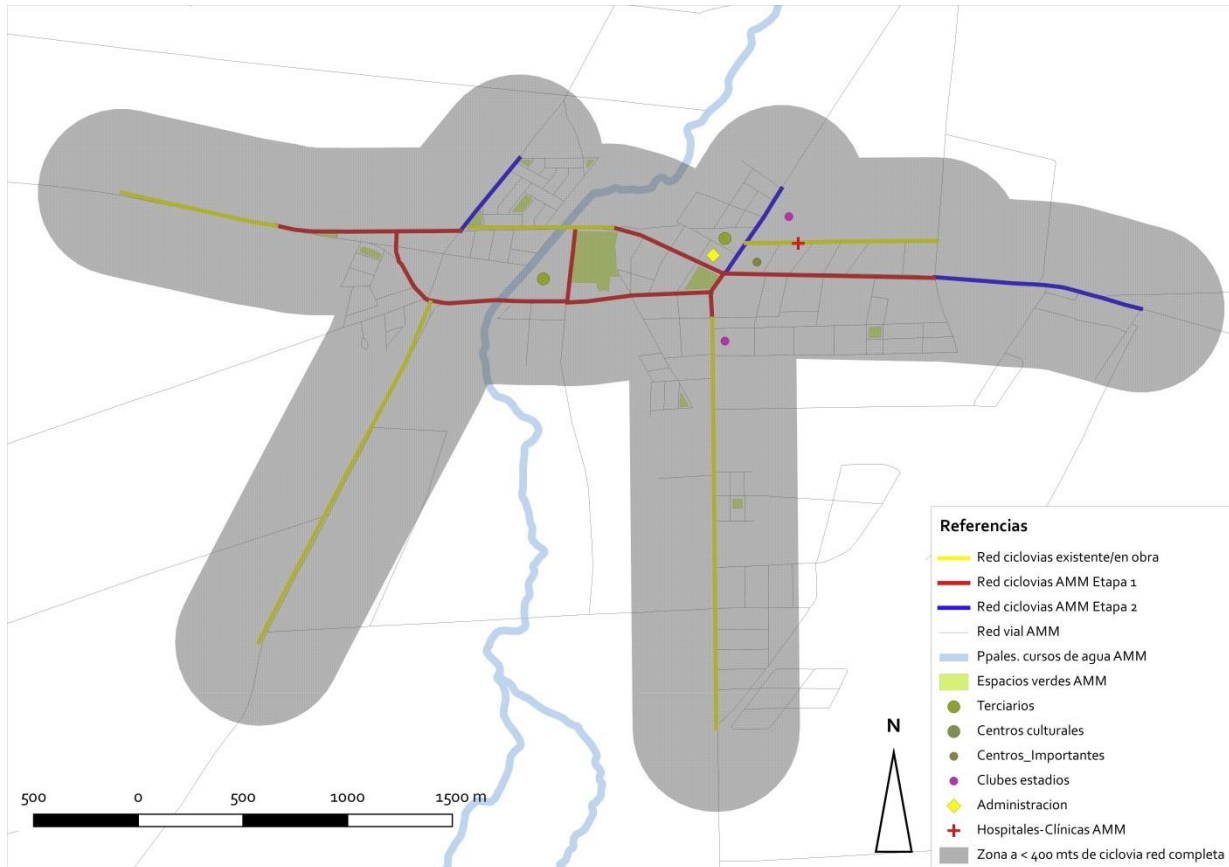 Referencias
Red ciclovias existente/en obra
Red ciclovias AMM Etapa 1
Red ciclovias AMM Etapa 2
Red vial AMM
Ppales. cursos de agua AMM
Espacios verdes AMM
Terciarios
Centros culturales
Centros_Importantes
Clubes estadios
Administracion
Hospitales-Clínicas AMM
Zona a < 400 mts de ciclovia red completa
N
500 0 500 1000 1500 m